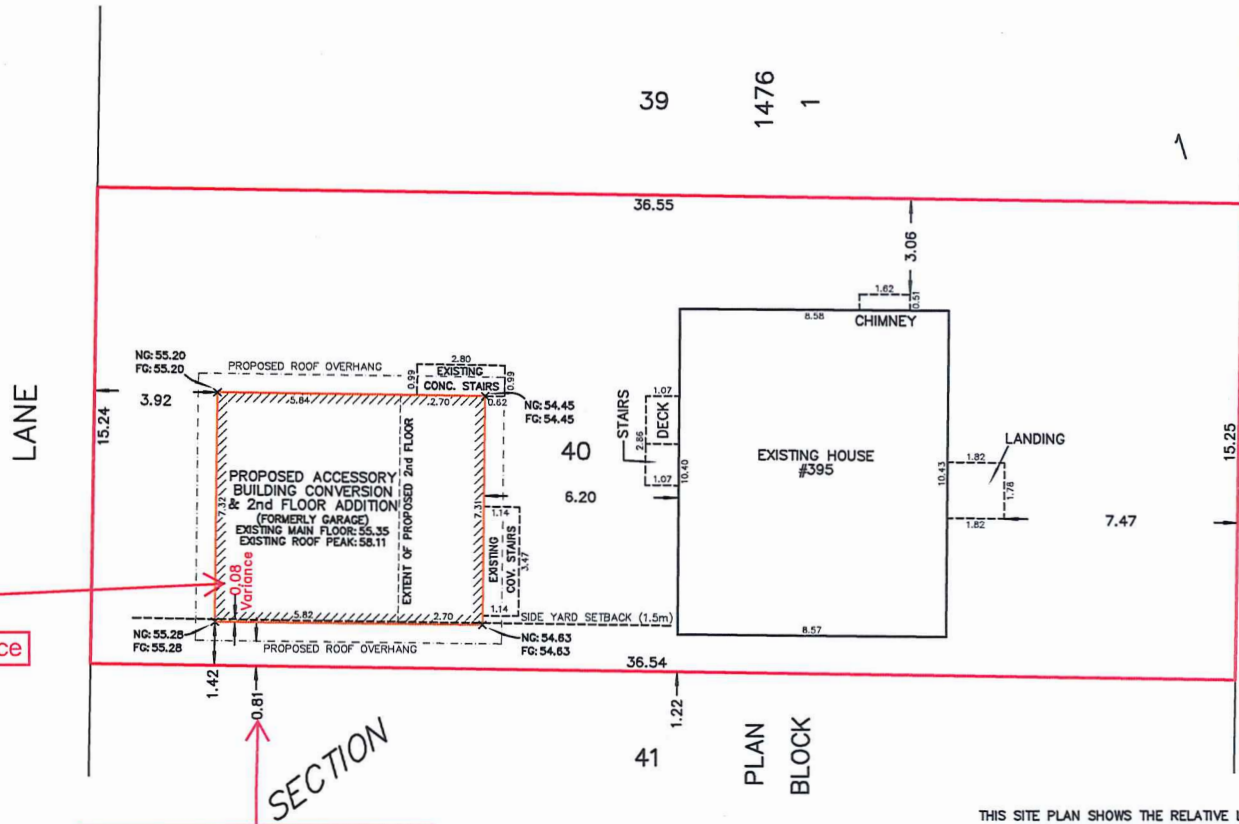 39
1476
1
1
36.55
3.06
1.62
0.51
CHIMNEY
8.58
LANE
15.24
3.92
NG: 55.20
FG: 55.20
PROPOSED ROOF OVERHANG
2.80
EXISTING
CONC. STAIRS
0.99
0.99
0.62
5.84
2.70
NG: 54.45
FG: 54.45
PROPOSED ACCESSORY
BUILDING CONVERSION
& 2nd FLOOR ADDITION
(FORMERLY GARAGE)
EXISTING MAIN FLOOR: 55.35
EXISTING ROOF PEAK: 58.11
7.32
EXTENT OF PROPOSED 2nd FLOOR
7.31
0.08
Variance
5.82
2.70
1.14
EXISTING
COV. STAIRS
3.47
1.14
SIDE YARD SETBACK (1.5m)
NG: 55.28
FG: 55.28
PROPOSED ROOF OVERHANG
NG: 54.63
FG: 54.63
40
6.20
STAIRS
DECK
1.07
2.86
1.07
10.40
EXISTING HOUSE
#395
10.43
8.57
LANDING
1.82
1.78
1.82
7.47
15.25
ce
1.42
0.81
36.54
1.22
SECTION
41
PLAN
BLOCK
THIS SITE PLAN SHOWS THE RELATIVE L